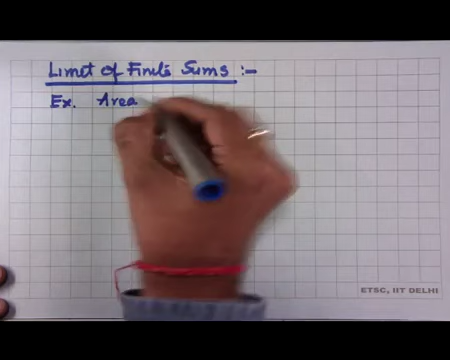 Limit of Finite Sums :-
Ex. Area
ETSC, IIT DELHI